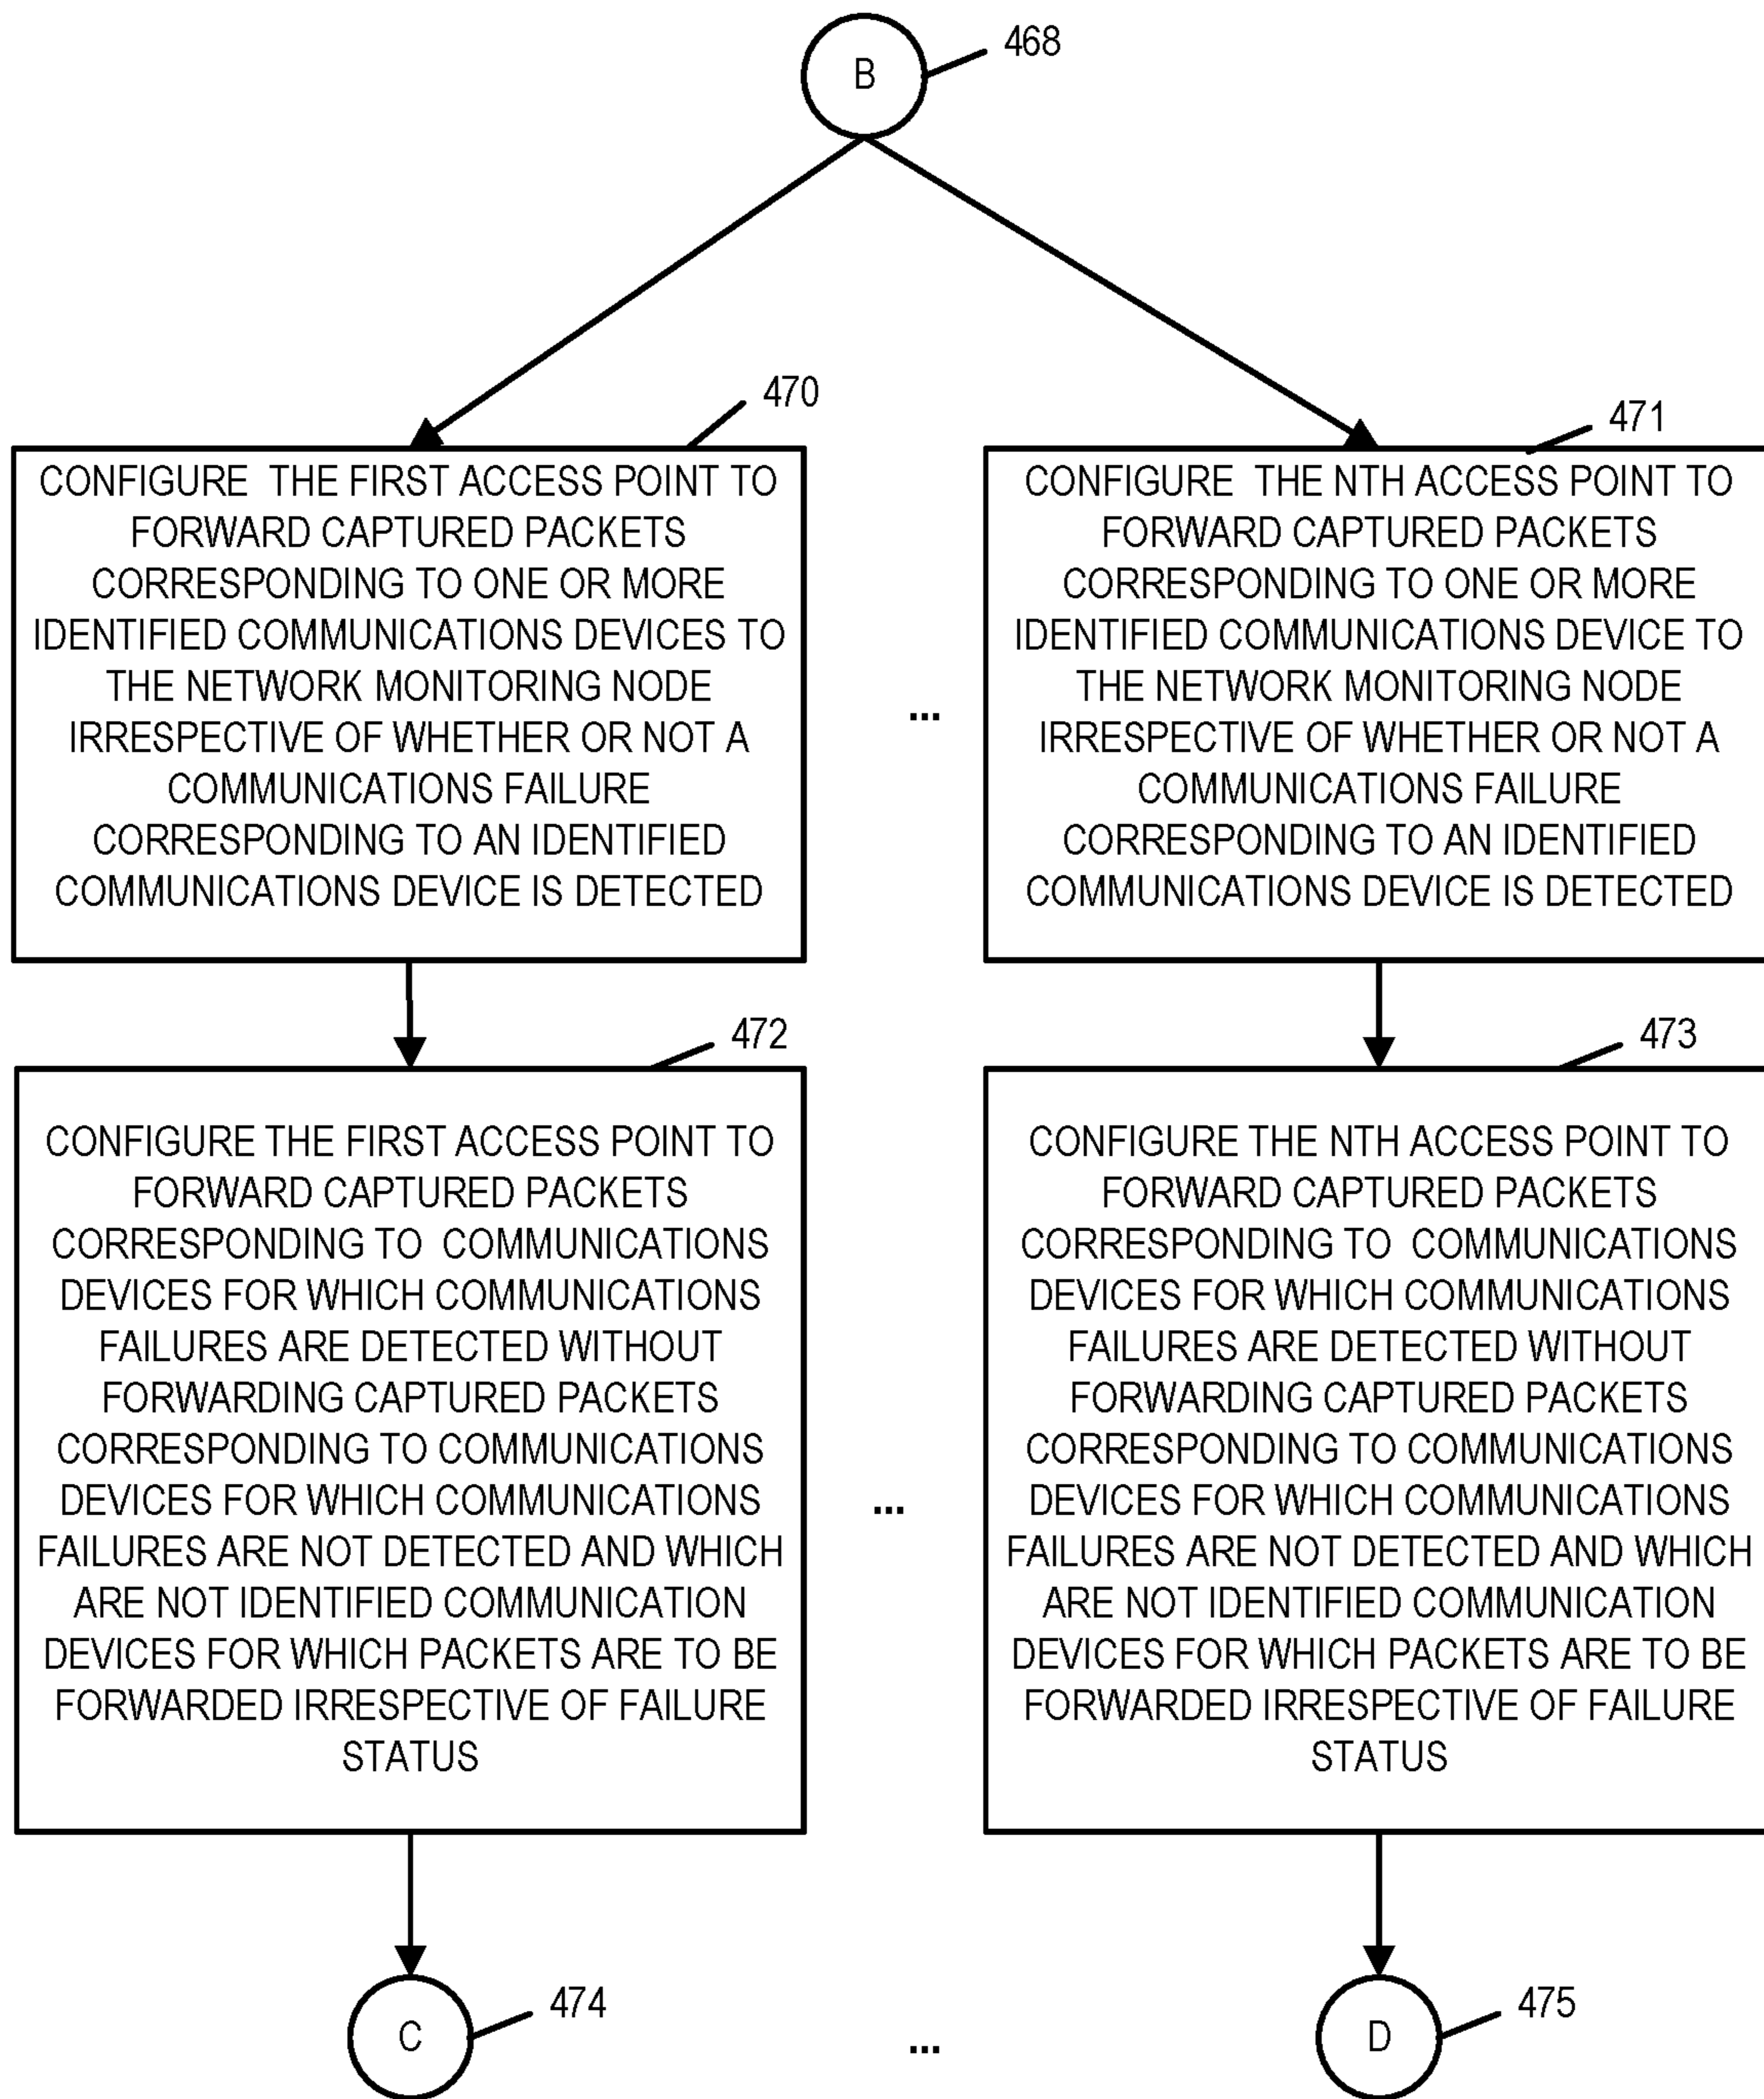 B
468
470
CONFIGURE THE FIRST ACCESS POINT TO
FORWARD CAPTURED PACKETS
CORRESPONDING TO ONE OR MORE
IDENTIFIED COMMUNICATIONS DEVICES TO
THE NETWORK MONITORING NODE
IRRESPECTIVE OF WHETHER OR NOT A
COMMUNICATIONS FAILURE
CORRESPONDING TO AN IDENTIFIED
COMMUNICATIONS DEVICE IS DETECTED
...
471
CONFIGURE THE NTH ACCESS POINT TO
FORWARD CAPTURED PACKETS
CORRESPONDING TO ONE OR MORE
IDENTIFIED COMMUNICATIONS DEVICE TO
THE NETWORK MONITORING NODE
IRRESPECTIVE OF WHETHER OR NOT A
COMMUNICATIONS FAILURE
CORRESPONDING TO AN IDENTIFIED
COMMUNICATIONS DEVICE IS DETECTED
472
CONFIGURE THE FIRST ACCESS POINT TO
FORWARD CAPTURED PACKETS
CORRESPONDING TO COMMUNICATIONS
DEVICES FOR WHICH COMMUNICATIONS
FAILURES ARE DETECTED WITHOUT
FORWARDING CAPTURED PACKETS
CORRESPONDING TO COMMUNICATIONS
DEVICES FOR WHICH COMMUNICATIONS
FAILURES ARE NOT DETECTED AND WHICH
ARE NOT IDENTIFIED COMMUNICATION
DEVICES FOR WHICH PACKETS ARE TO BE
FORWARDED IRRESPECTIVE OF FAILURE
STATUS
...
473
CONFIGURE THE NTH ACCESS POINT TO
FORWARD CAPTURED PACKETS
CORRESPONDING TO COMMUNICATIONS
DEVICES FOR WHICH COMMUNICATIONS
FAILURES ARE DETECTED WITHOUT
FORWARDING CAPTURED PACKETS
CORRESPONDING TO COMMUNICATIONS
DEVICES FOR WHICH COMMUNICATIONS
FAILURES ARE NOT DETECTED AND WHICH
ARE NOT IDENTIFIED COMMUNICATION
DEVICES FOR WHICH PACKETS ARE TO BE
FORWARDED IRRESPECTIVE OF FAILURE
STATUS
C
474
...
D
475